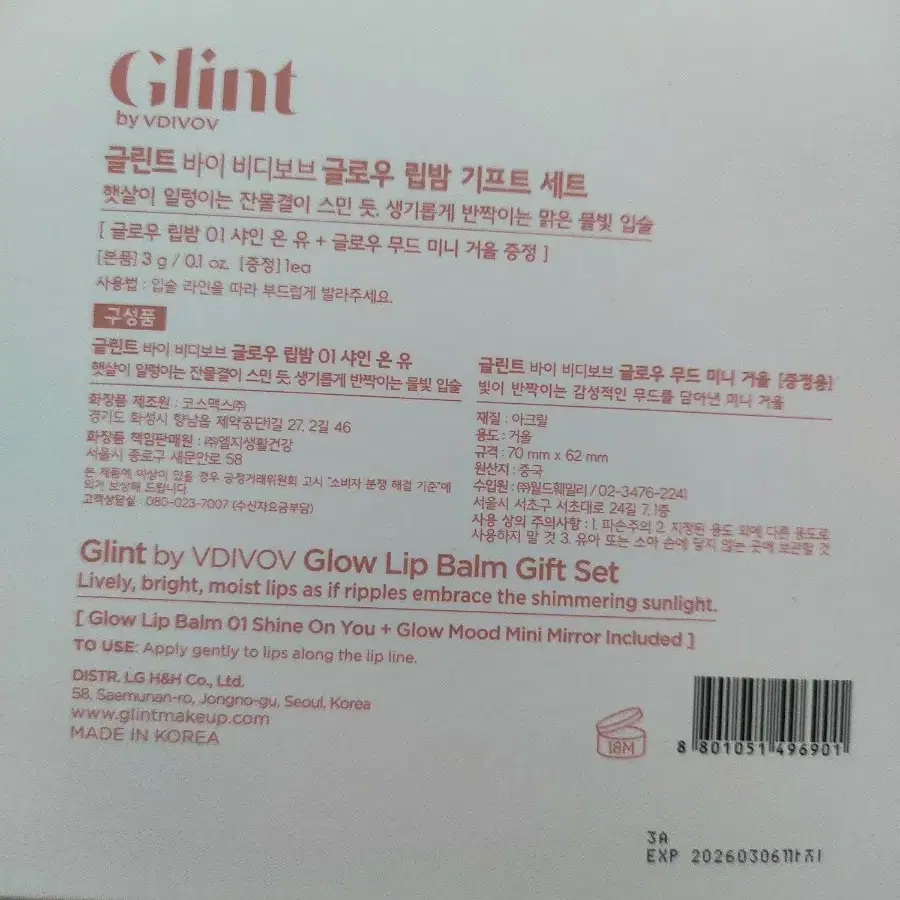 Glint
by VDIVOV
글린트 바이 비디보브 글로우 립밤 기프트 세트
햇살이 일렁이는 잔물결이 스민 듯, 생기롭게 반짝이는 맑은 물빛 입술
[ 글로우 립밤 01 샤인 온 유 + 글로우 무드 미니 거울 증정 ]
[본품] 3 g / 0.1 oz. [증정] 1ea
사용법 : 입술 라인을 따라 부드럽게 발라주세요.
구성품
글린트 바이 비디보브 글로우 립밤 01 샤인 온 유
햇살이 일렁이는 잔물결이 스민 듯, 생기롭게 반짝이는 물빛 입술
화장품 제조원 : 코스맥스㈜
경기도 화성시 향남읍 제약공단1길 27, 2길 46
화장품 책임판매원 : ㈜엘지생활건강
서울시 종로구 새문안로 58
본 제품에 이상이 있을 경우 공정거래위원회 고시 "소비자 분쟁 해결 기준"에
의거 보상해 드립니다.
고객상담실 : 080-023-7007 (수신자요금부담)
글린트 바이 비디보브 글로우 무드 미니 거울 [증정용]
빛이 반짝이는 감성적인 무드를 담아낸 미니 거울
재질 : 아크릴
용도 : 거울
규격 : 70 mm x 62 mm
원산지 : 중국
수입원 : ㈜월드훼밀리 / 02-3476-2241
서울시 서초구 서초대로 24길 7, 1층
사용 상의 주의사항 : 1. 파손주의 2. 지정된 용도 외에 다른 용도로
사용하지 말 것 3. 유아 또는 소아 손에 닿지 않는 곳에 보관할 것
Glint by VDIVOV Glow Lip Balm Gift Set
Lively, bright, moist lips as if ripples embrace the shimmering sunlight.
[ Glow Lip Balm 01 Shine On You + Glow Mood Mini Mirror Included ]
TO USE: Apply gently to lips along the lip line.
DISTR. LG H&H Co., Ltd.
58, Saemunan-ro, Jongno-gu, Seoul, Korea
www.glintmakeup.com
MADE IN KOREA
18M
8 801051 496901
3A
EXP 20260306까지